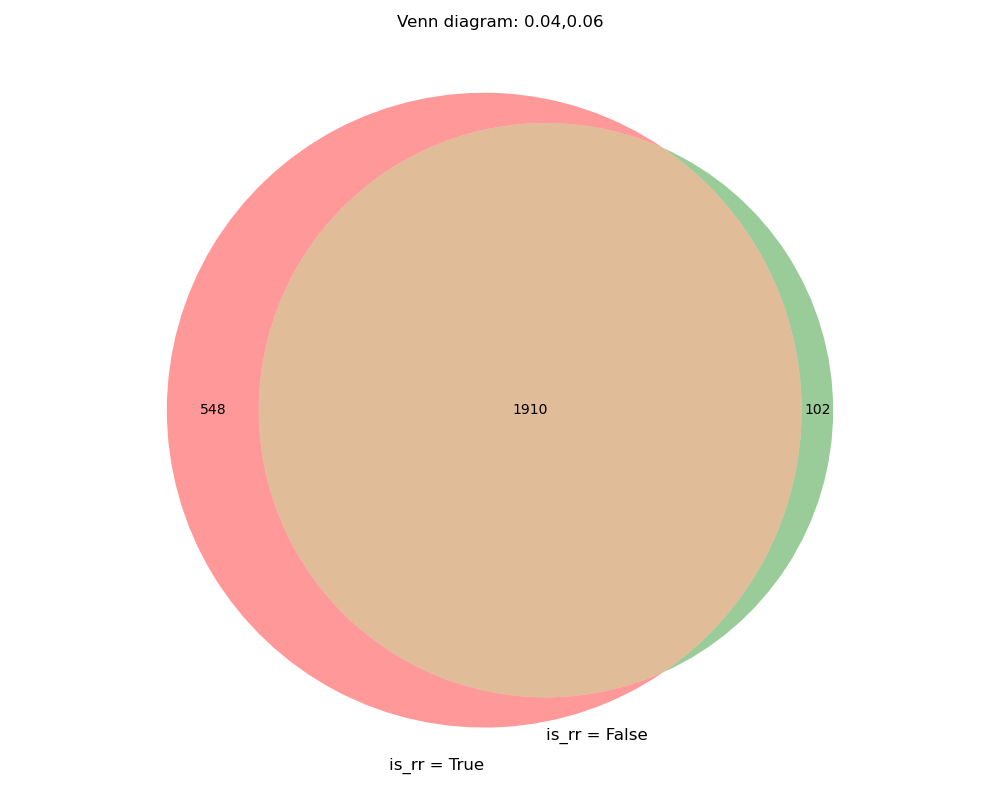 Venn diagram: 0.04,0.06
548
1910
102
is_rr = False
is_rr = True